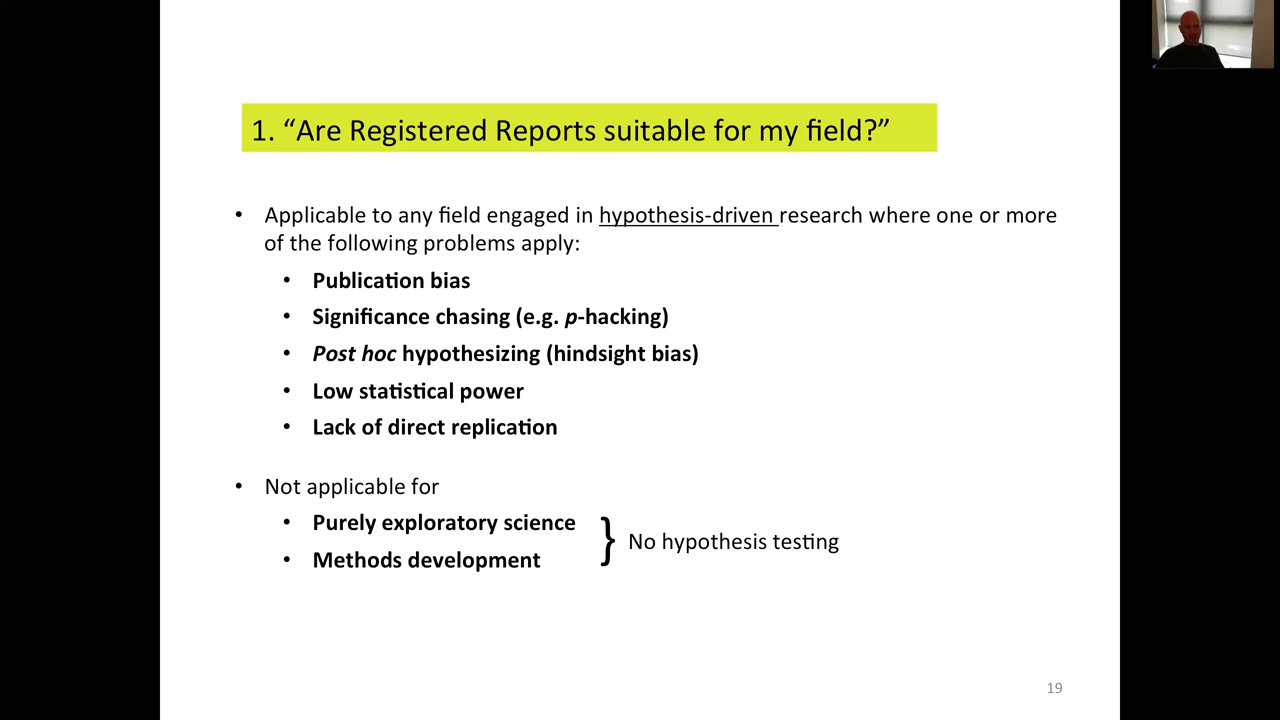 1. “Are Registered Reports suitable for my field?”
• Applicable to any field engaged in hypothesis-driven research where one or more
of the following problems apply:
• Publication bias
• Significance chasing (e.g. p-hacking)
• Post hoc hypothesizing (hindsight bias)
• Low statistical power
• Lack of direct replication
• Not applicable for
• Purely exploratory science
• Methods development
} No hypothesis testing
19